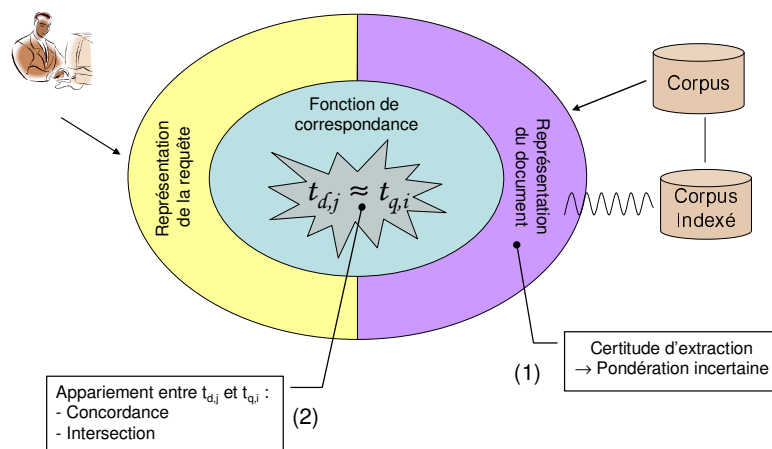 Fonction de
correspondance
Représentation
de la requête
Représentation
du document
t_{d,j} ≈ t_{q,i}
Corpus
Corpus
Indexé
(1)
Certitude d'extraction
→ Pondération incertaine
(2)
Appariement entre t_{d,j} et t_{q,i} :
- Concordance
- Intersection